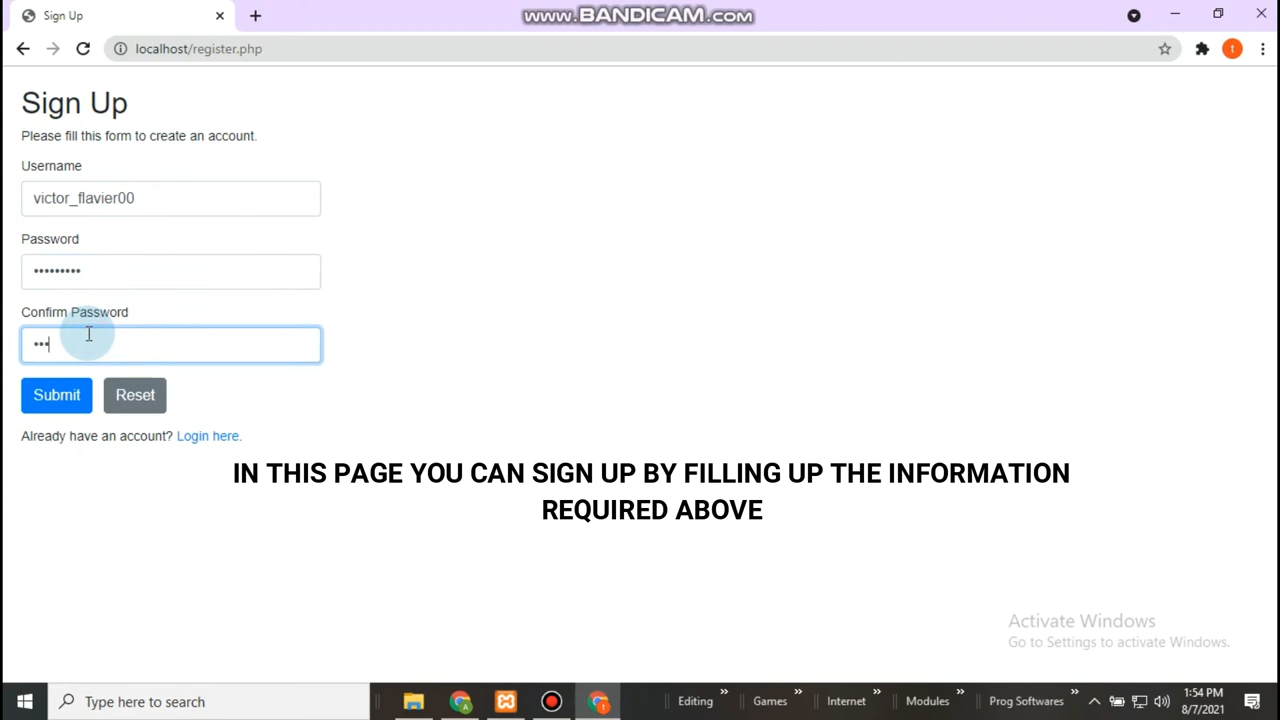 Sign Up
www.BANDICAM.com
localhost/register.php
t
Sign Up
Please fill this form to create an account.
Username
victor_flavier00
Password
•••••••••
Confirm Password
•••
Submit
Reset
Already have an account? Login here.
IN THIS PAGE YOU CAN SIGN UP BY FILLING UP THE INFORMATION
REQUIRED ABOVE
Activate Windows
Go to Settings to activate Windows.
Type here to search
A
t
Editing
Games
Internet
Modules
Prog Softwares
1:54 PM
8/7/2021